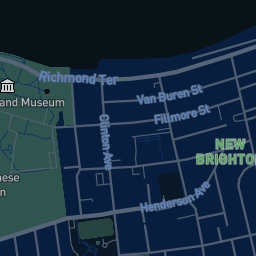 Richmond Ter
Van Buren St
and Museum
Fillmore St
Clinton Ave
NEW
BRIGHTO
nese
n
Henderson Ave